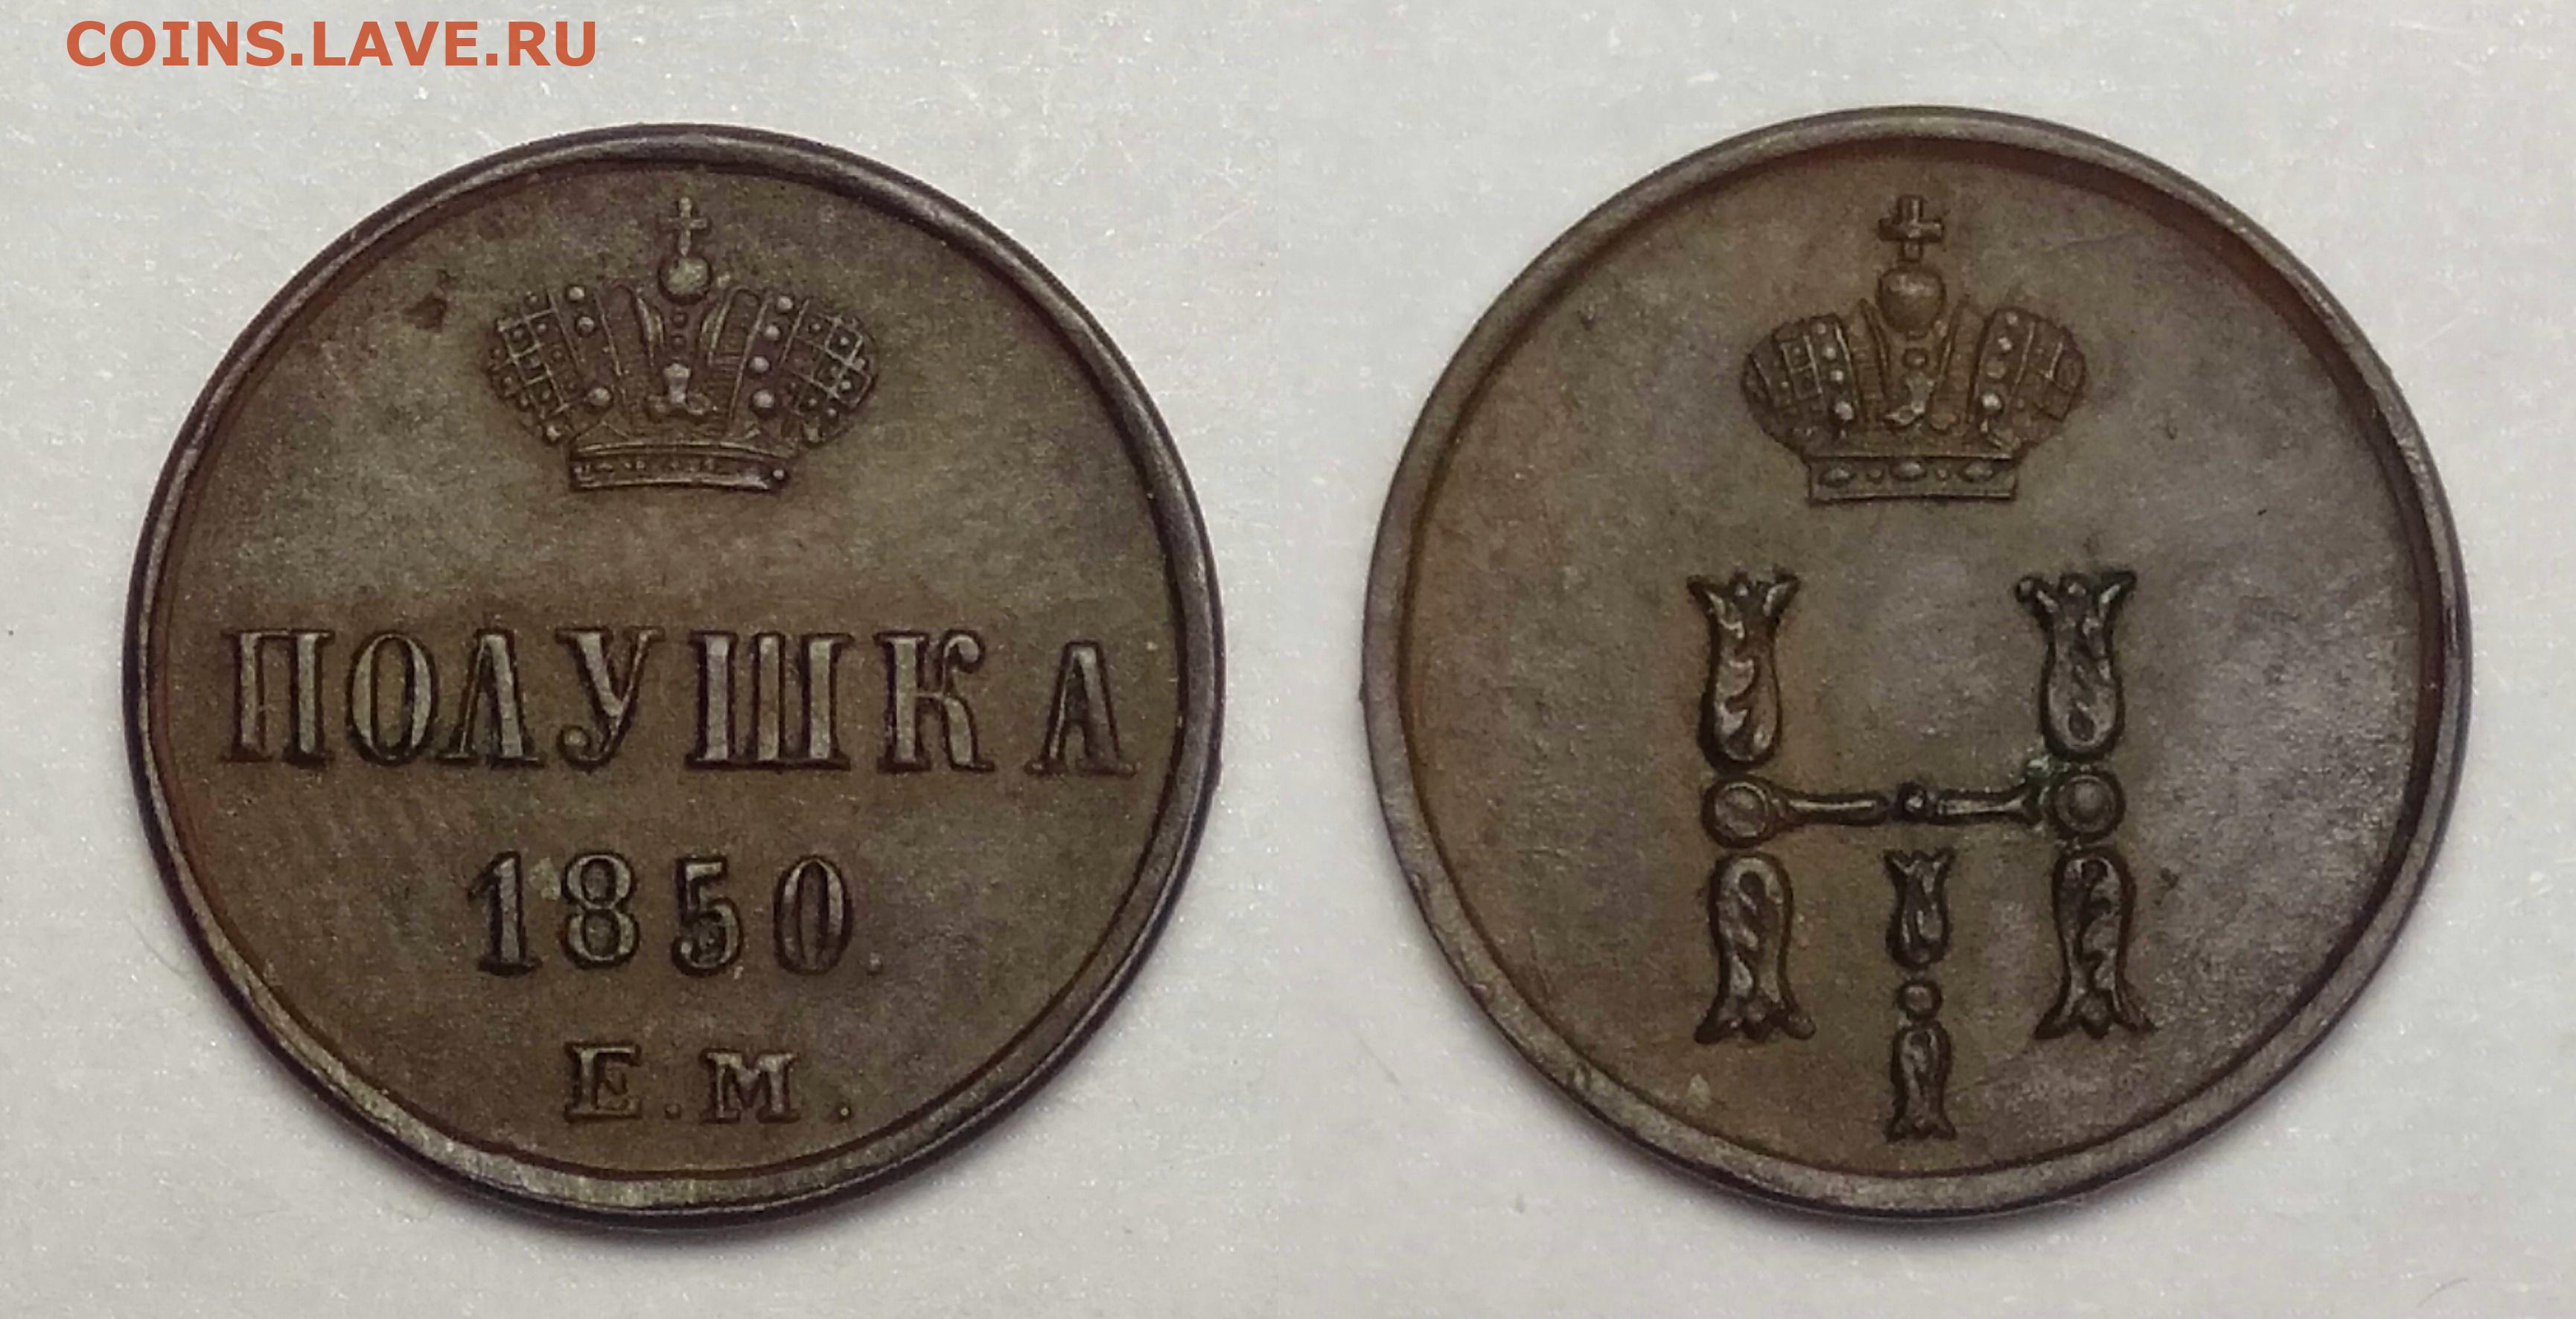 COINS.LAVE.RU
ПОЛУШКА
1850.
Е.М.
Н
I